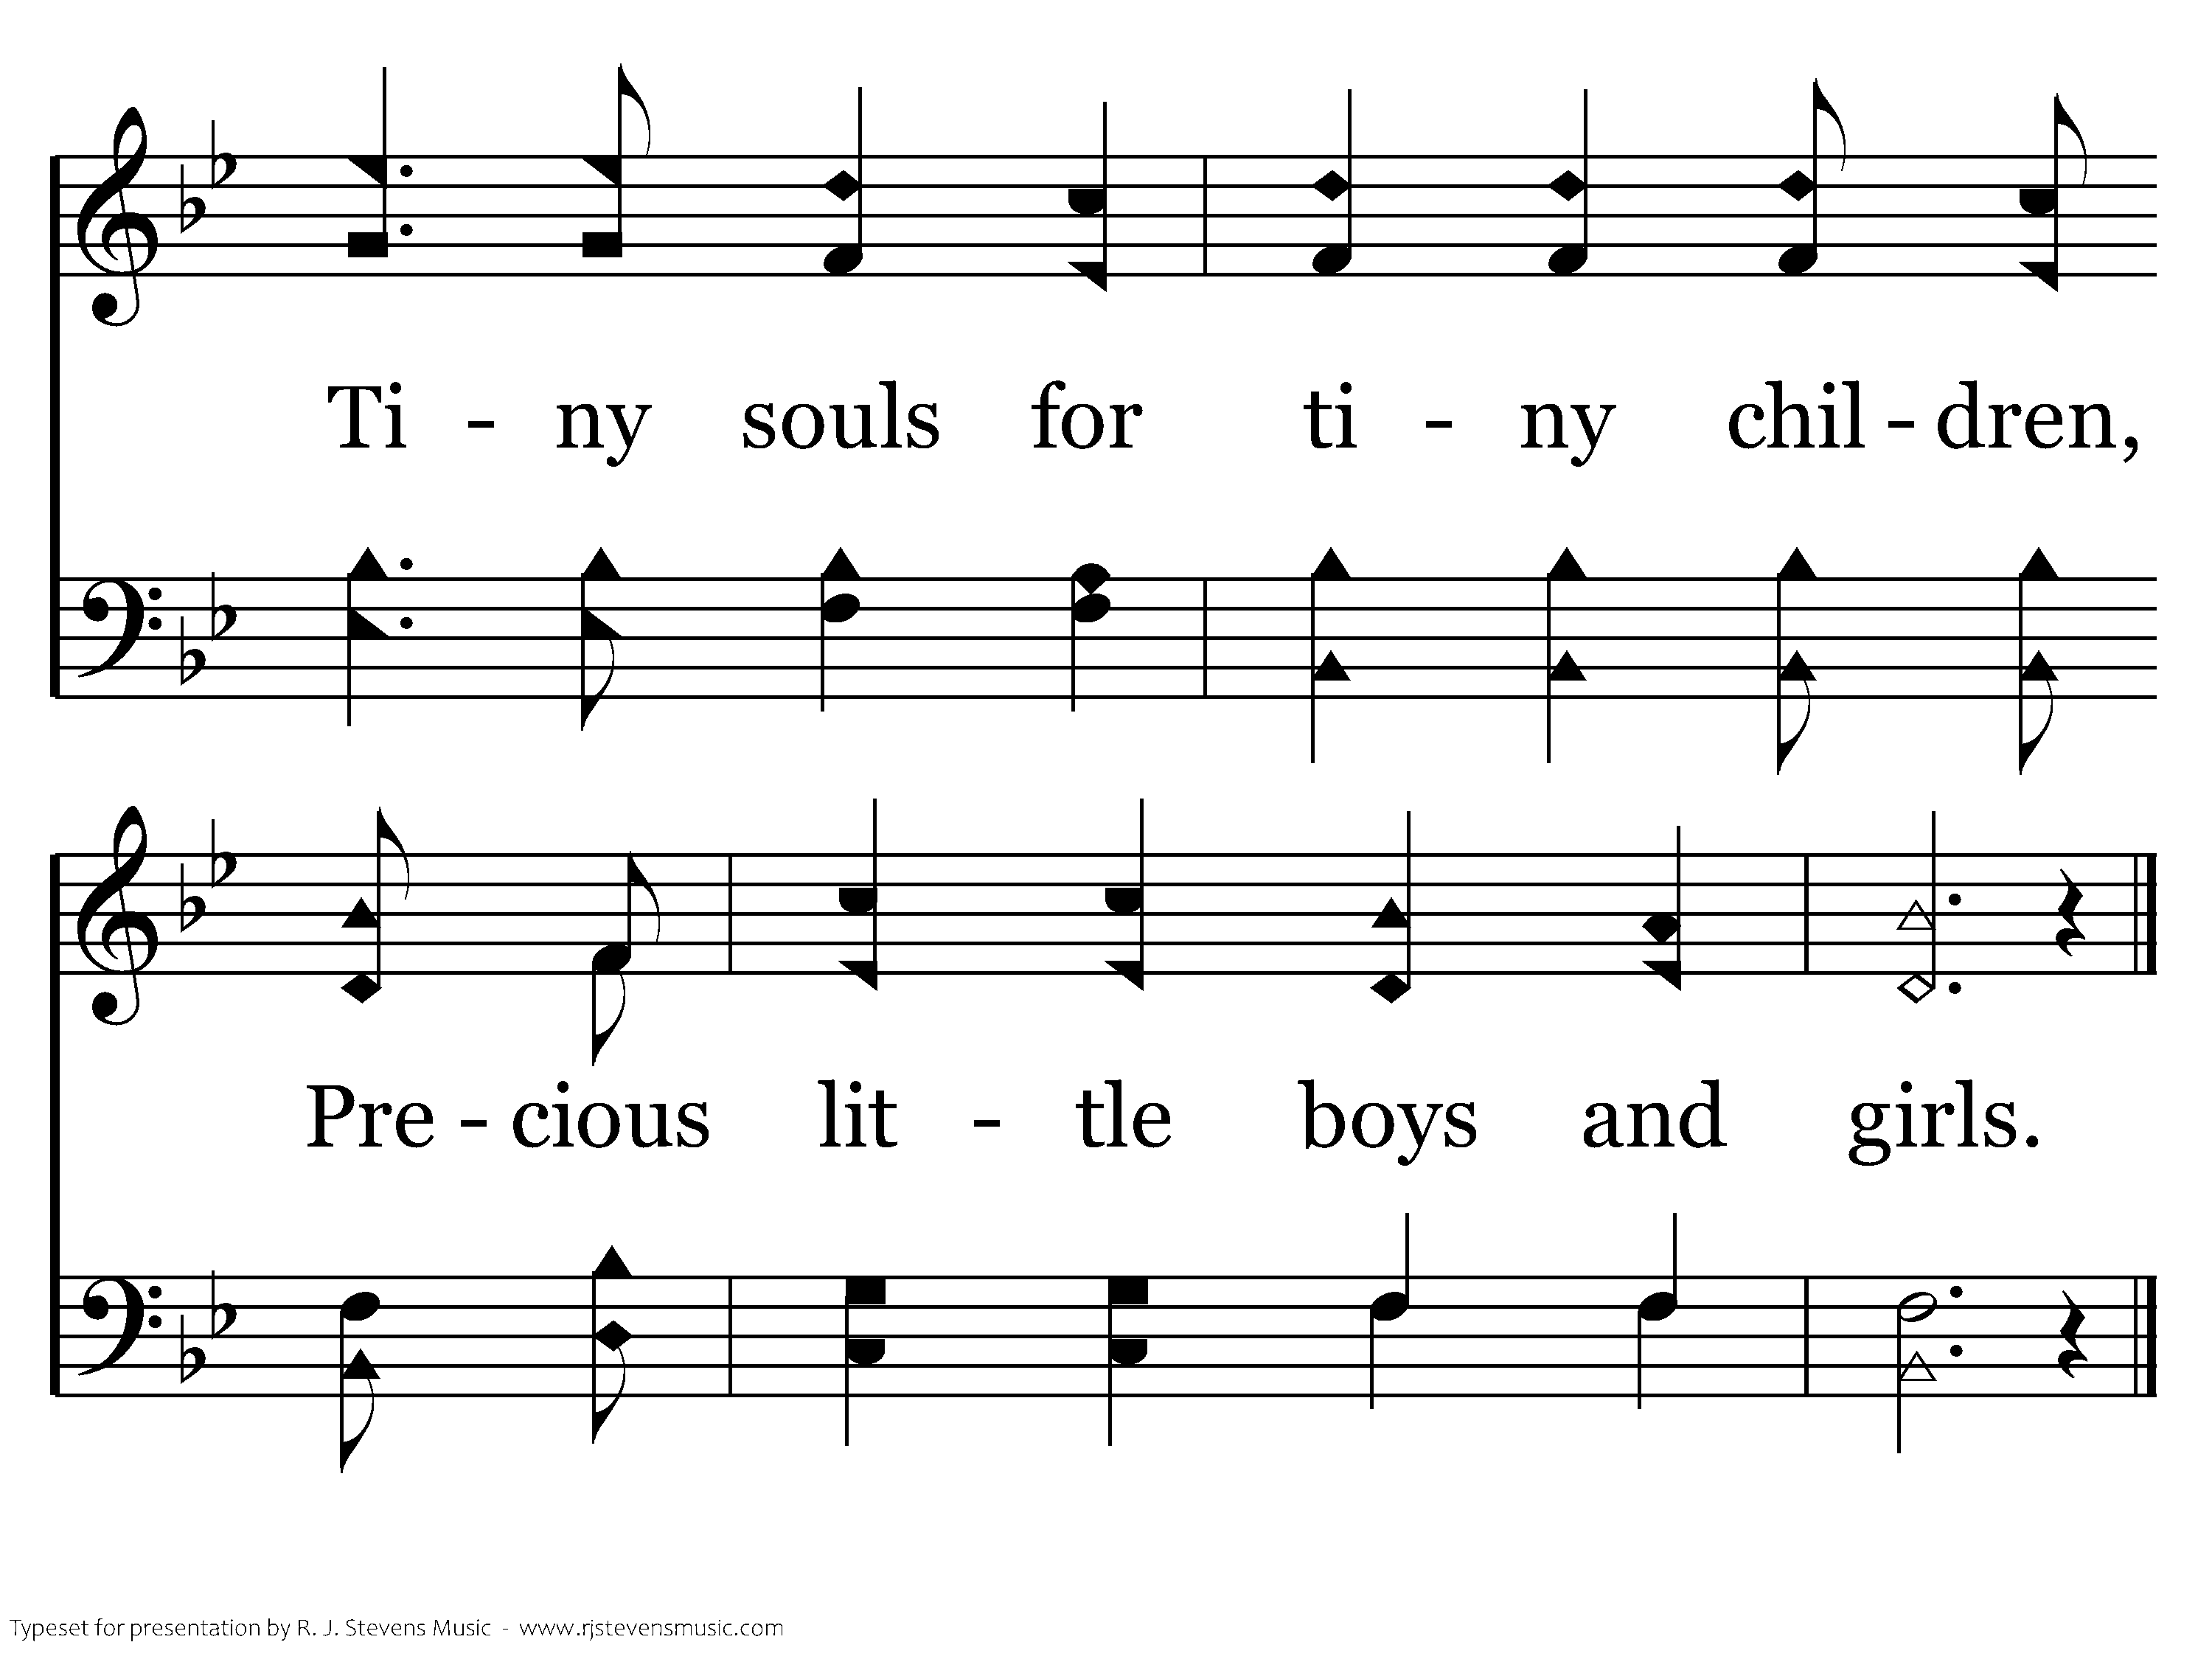 Ti - ny souls for ti - ny chil - dren,
Pre - cious lit - tle boys and girls.
Typeset for presentation by R. J. Stevens Music - www.rjstevensmusic.com